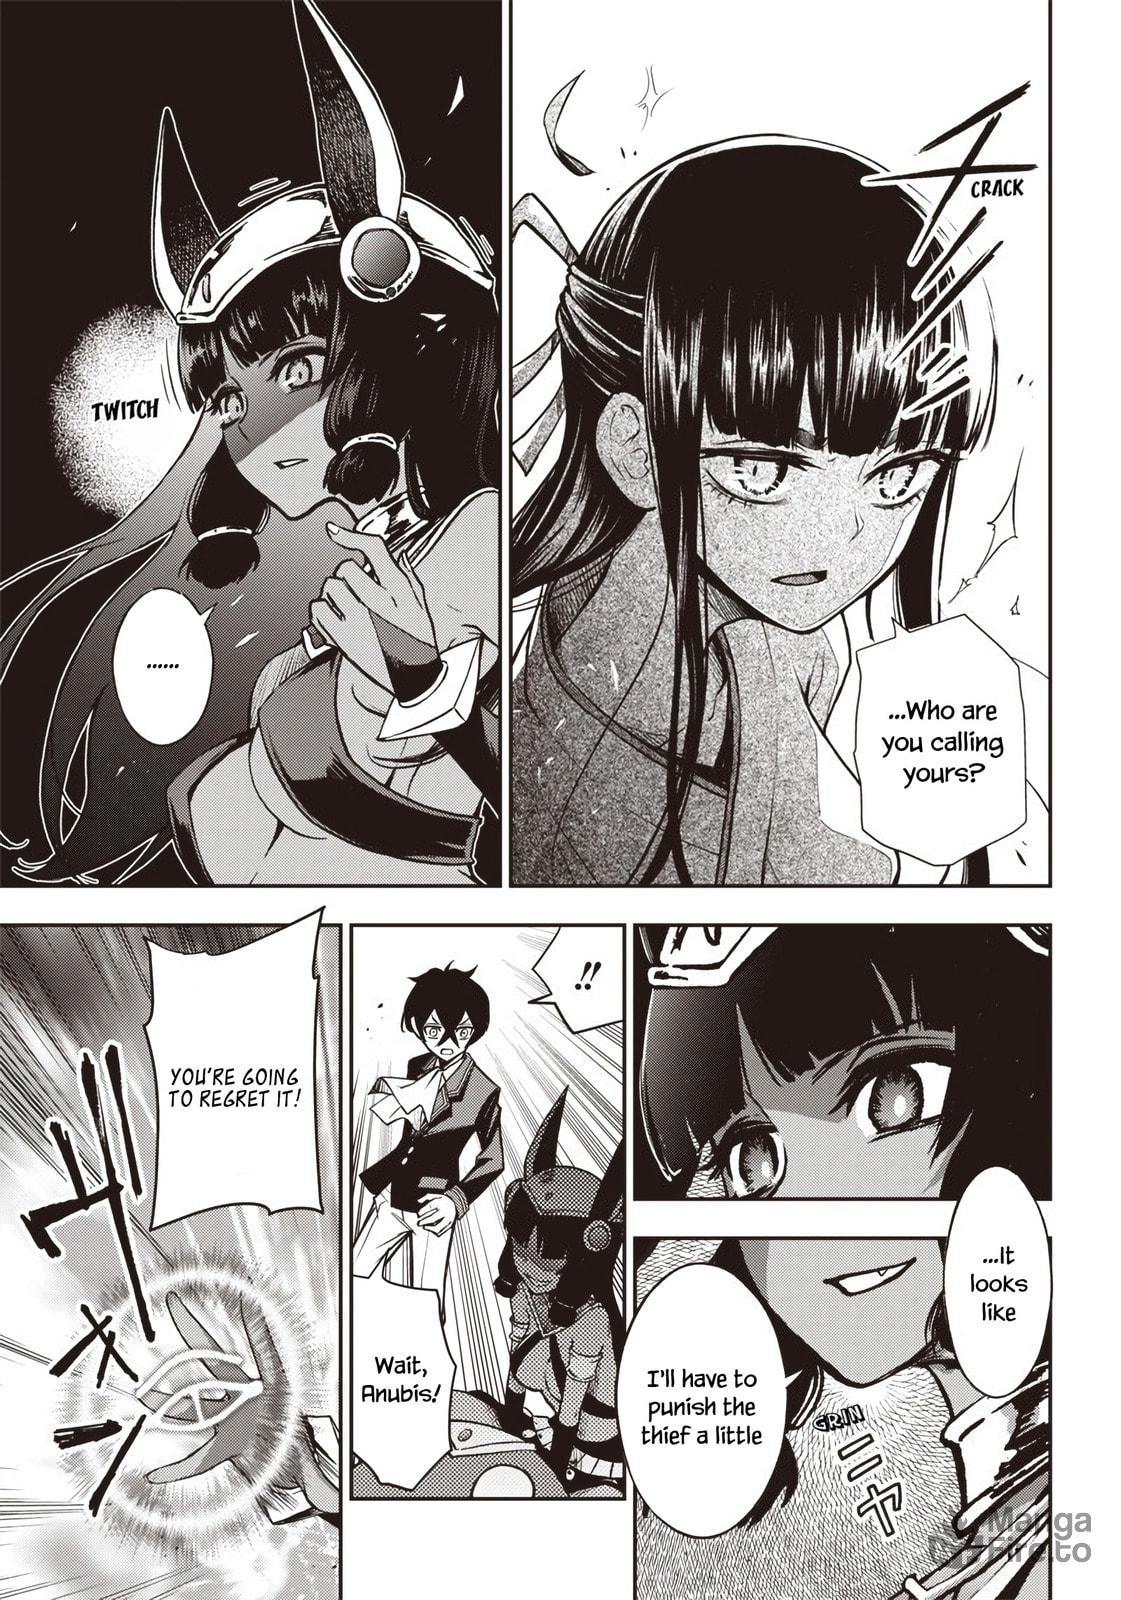 CRACK
...Who are
you calling
yours?
TWITCH
......
...It
looks
like
I'll have to
punish the
thief a little
GRIN
ニヤ
!!
Wait,
Anubis!
YOU'RE GOING
TO REGRET IT!
Manga
Fire.to